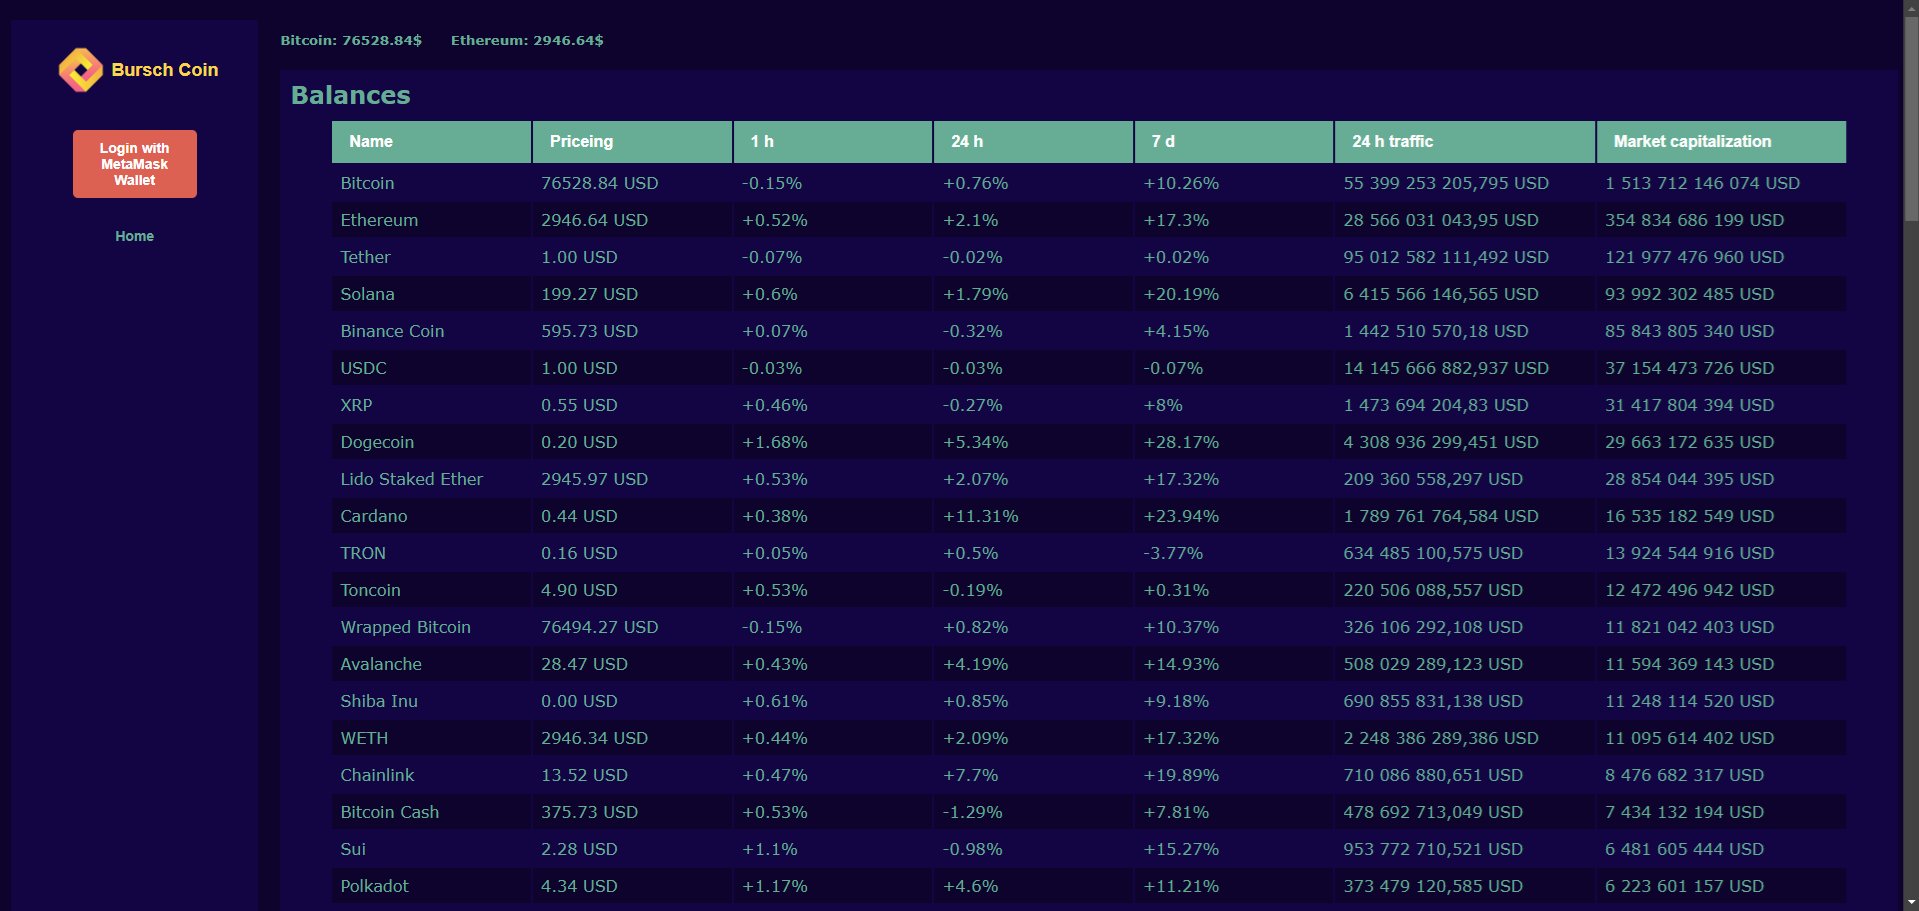 Bursch Coin
Login with
MetaMask
Wallet
Home
Bitcoin: 76528.84$ Ethereum: 2946.64$
Balances
Name Priceing 1 h 24 h 7 d 24 h traffic Market capitalization
Bitcoin 76528.84 USD -0.15% +0.76% +10.26% 55 399 253 205,795 USD 1 513 712 146 074 USD
Ethereum 2946.64 USD +0.52% +2.1% +17.3% 28 566 031 043,95 USD 354 834 686 199 USD
Tether 1.00 USD -0.07% -0.02% +0.02% 95 012 582 111,492 USD 121 977 476 960 USD
Solana 199.27 USD +0.6% +1.79% +20.19% 6 415 566 146,565 USD 93 992 302 485 USD
Binance Coin 595.73 USD +0.07% -0.32% +4.15% 1 442 510 570,18 USD 85 843 805 340 USD
USDC 1.00 USD -0.03% -0.03% -0.07% 14 145 666 882,937 USD 37 154 473 726 USD
XRP 0.55 USD +0.46% -0.27% +8% 1 473 694 204,83 USD 31 417 804 394 USD
Dogecoin 0.20 USD +1.68% +5.34% +28.17% 4 308 936 299,451 USD 29 663 172 635 USD
Lido Staked Ether 2945.97 USD +0.53% +2.07% +17.32% 209 360 558,297 USD 28 854 044 395 USD
Cardano 0.44 USD +0.38% +11.31% +23.94% 1 789 761 764,584 USD 16 535 182 549 USD
TRON 0.16 USD +0.05% +0.5% -3.77% 634 485 100,575 USD 13 924 544 916 USD
Toncoin 4.90 USD +0.53% -0.19% +0.31% 220 506 088,557 USD 12 472 496 942 USD
Wrapped Bitcoin 76494.27 USD -0.15% +0.82% +10.37% 326 106 292,108 USD 11 821 042 403 USD
Avalanche 28.47 USD +0.43% +4.19% +14.93% 508 029 289,123 USD 11 594 369 143 USD
Shiba Inu 0.00 USD +0.61% +0.85% +9.18% 690 855 831,138 USD 11 248 114 520 USD
WETH 2946.34 USD +0.44% +2.09% +17.32% 2 248 386 289,386 USD 11 095 614 402 USD
Chainlink 13.52 USD +0.47% +7.7% +19.89% 710 086 880,651 USD 8 476 682 317 USD
Bitcoin Cash 375.73 USD +0.53% -1.29% +7.81% 478 692 713,049 USD 7 434 132 194 USD
Sui 2.28 USD +1.1% -0.98% +15.27% 953 772 710,521 USD 6 481 605 444 USD
Polkadot 4.34 USD +1.17% +4.6% +11.21% 373 479 120,585 USD 6 223 601 157 USD